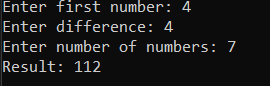 Enter first number: 4
Enter difference: 4
Enter number of numbers: 7
Result: 112